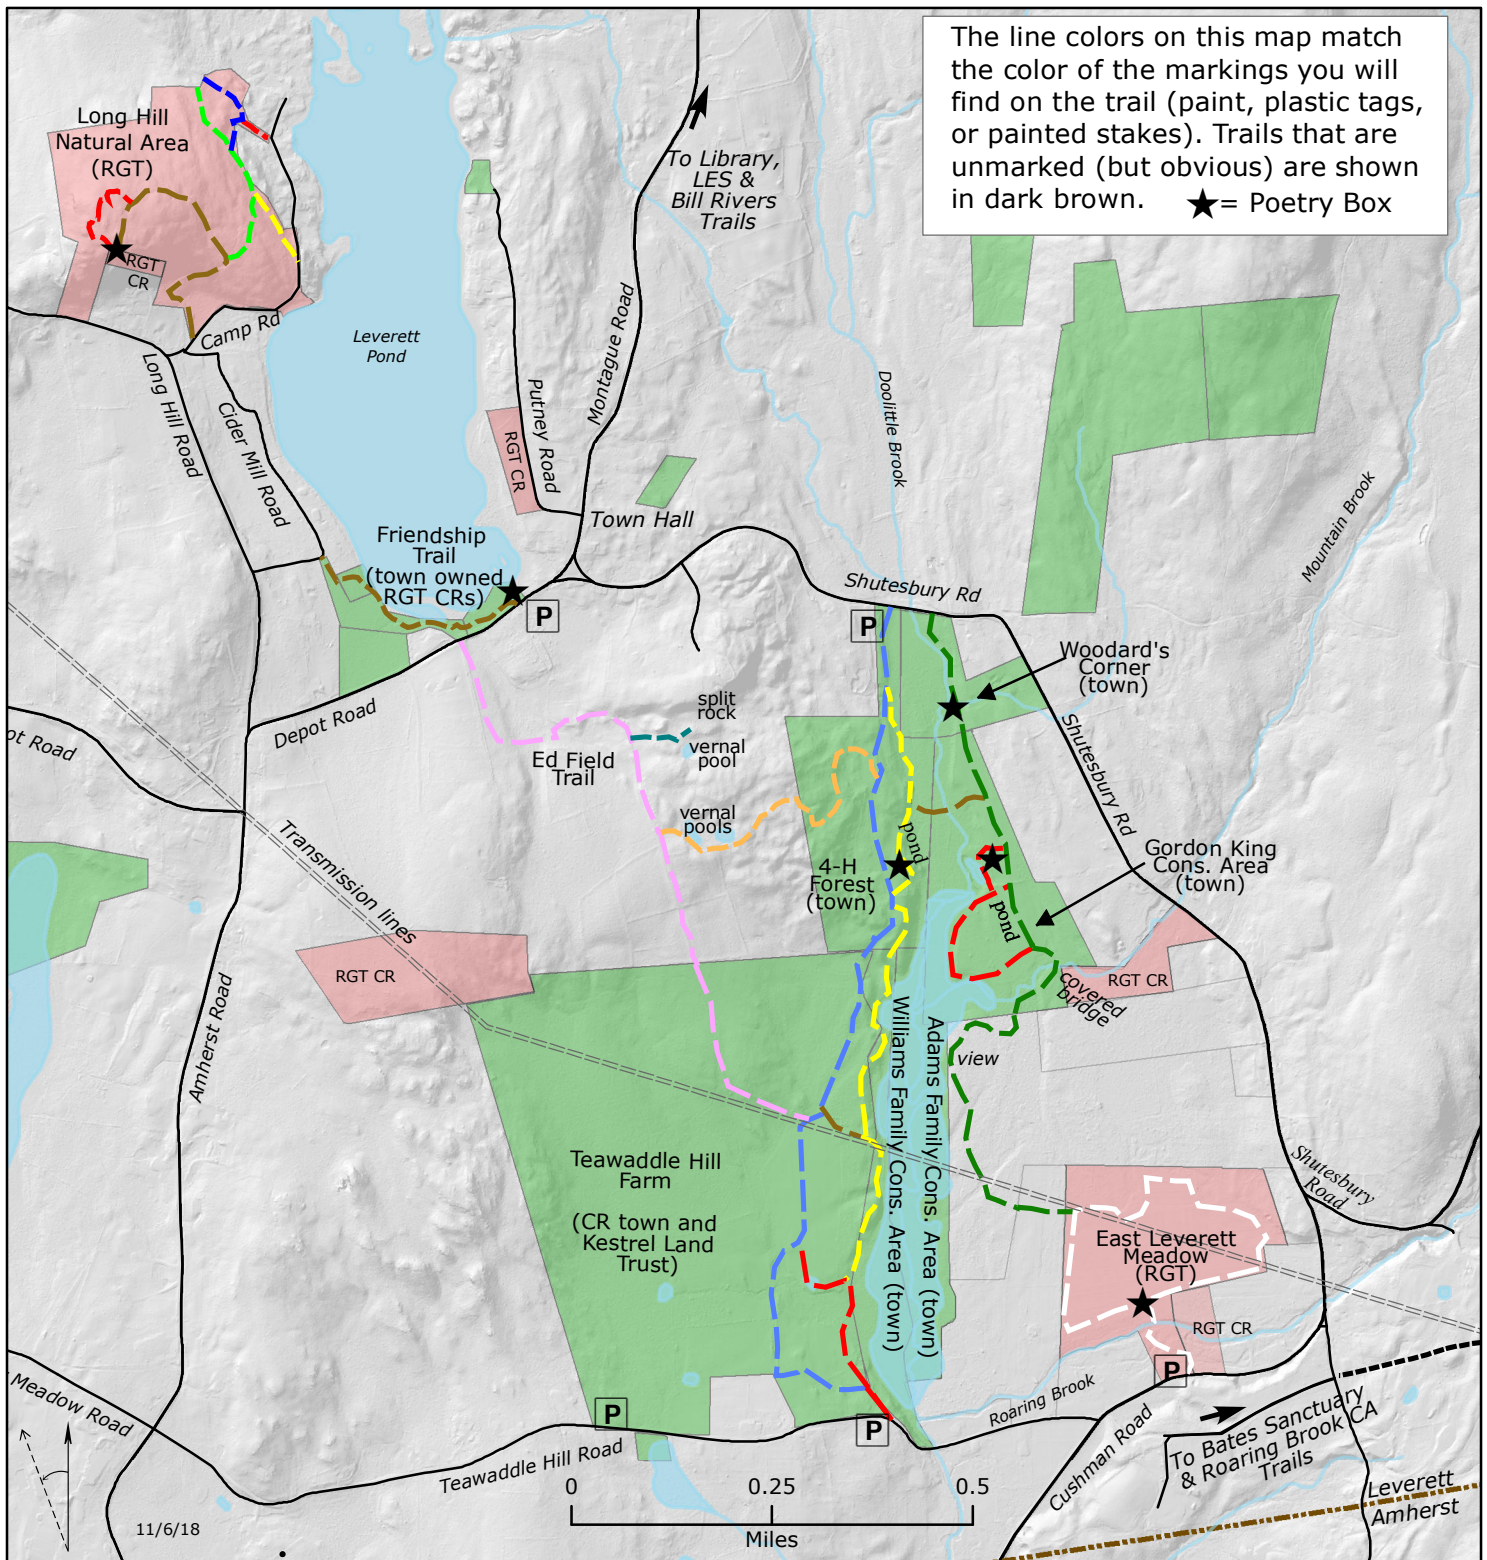 The line colors on this map match
the color of the markings you will
find on the trail (paint, plastic tags,
or painted stakes). Trails that are
unmarked (but obvious) are shown
in dark brown.
= Poetry Box
Long Hill
Natural Area
(RGT)
RGT
CR
Camp Rd
Leverett
Pond
To Library,
LES &
Bill Rivers
Trails
Long Hill Road
Cider Mill Road
Putney Road
RGT CR
Montague Road
Town Hall
Doolittle Brook
Mountain Brook
Friendship
Trail
(town owned
RGT CRs)
P
Shutesbury Rd
P
Woodard's
Corner
(town)
Depot Road
ot Road
split
rock
vernal
pool
Ed Field
Trail
vernal
pools
Shutesbury Rd
Transmission lines
pond
4-H
Forest
(town)
Gordon King
Cons. Area
(town)
pond
RGT CR
RGT CR
covered
bridge
view
Amherst Road
Williams Family Cons. Area (town)
Adams Family Cons. Area (town)
Teawaddle Hill
Farm
(CR town and
Kestrel Land
Trust)
Shutesbury
Road
East Leverett
Meadow
(RGT)
RGT CR
P
Meadow Road
Roaring Brook
Cushman Road
P
P
Teawaddle Hill Road
To Bates Sanctuary
& Roaring Brook CA
Trails
Leverett
Amherst
0 0.25 0.5
Miles
11/6/18